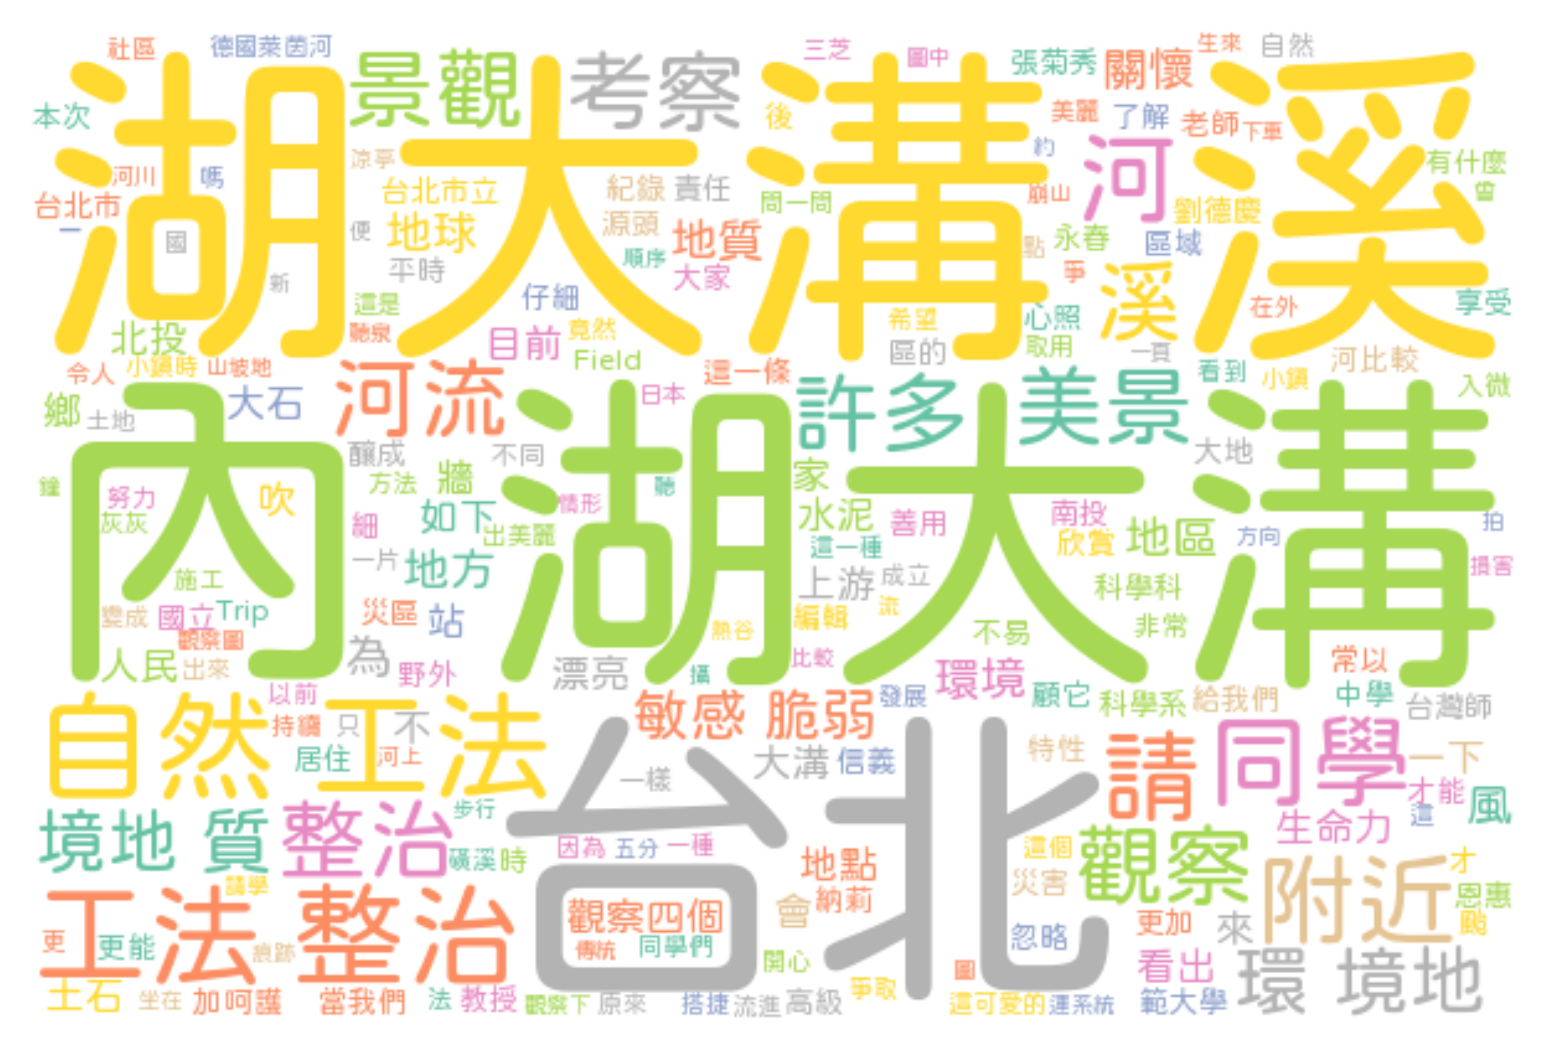 社區 德國萊茵河 三芝 圖中 生來 自然
湖大溝溪
景觀 考察 張菊秀 關懷
本次 後 美麗 了解 老師 下車
河川 嗎 涼亭 約 河 有什麼
台北市 台北市立 紀錄 責任 問一問 崩山 劉德慶 曾
一 國 便 地球 源頭 地質 點 永春 區域
新 平時 順序 大家 爭 溪
這是 仔細 在外 享受
北投 聽泉 目前 竟然 希望 心照
小鎮時 山坡地 Field 區的 取用 一頁 河比較
令人 河流 這一條 許多 美景 看到 小鎮 入微
鄉 土地 大石 日本
內湖大溝
釀成 不同 家 大地
鐘 努力 吹 方法 牆 情形 聽
灰灰 細 如下 出美麗 水泥 善用 南投 拍
一片 地方 這一種 欣賞 地區 方向 損害
施工 上游 成立 科學科
變成 國立 Trip 災區 站 編輯 流
觀察圖 熱谷 不易 非常
人民 出來 為 野外 漂亮 攝 比較 環境 常以
以前 敏感 脆弱 發展 顧它 科學系 給我們 中學 台灣師
自然 工法 持續 只 不
居住 河上 台北 一樣 大溝 信義 特性 請 同學 一下
才能 這 風
境地 質 整治 步行 生命力
磺溪 時 因為 五分 一種 地點 這個 觀察 附近 才
請學 災害 恩惠
工法 整治 觀察四個 會 納莉 更加 來 颱
更 更能 痕跡 傳統 同學們 忽略
開心 圖 看出 環 境地
土石 坐在 加呵護 當我們 法 教授 觀察下 原來 搭捷 流進 高級 爭取 這可愛的 運系統 範大學